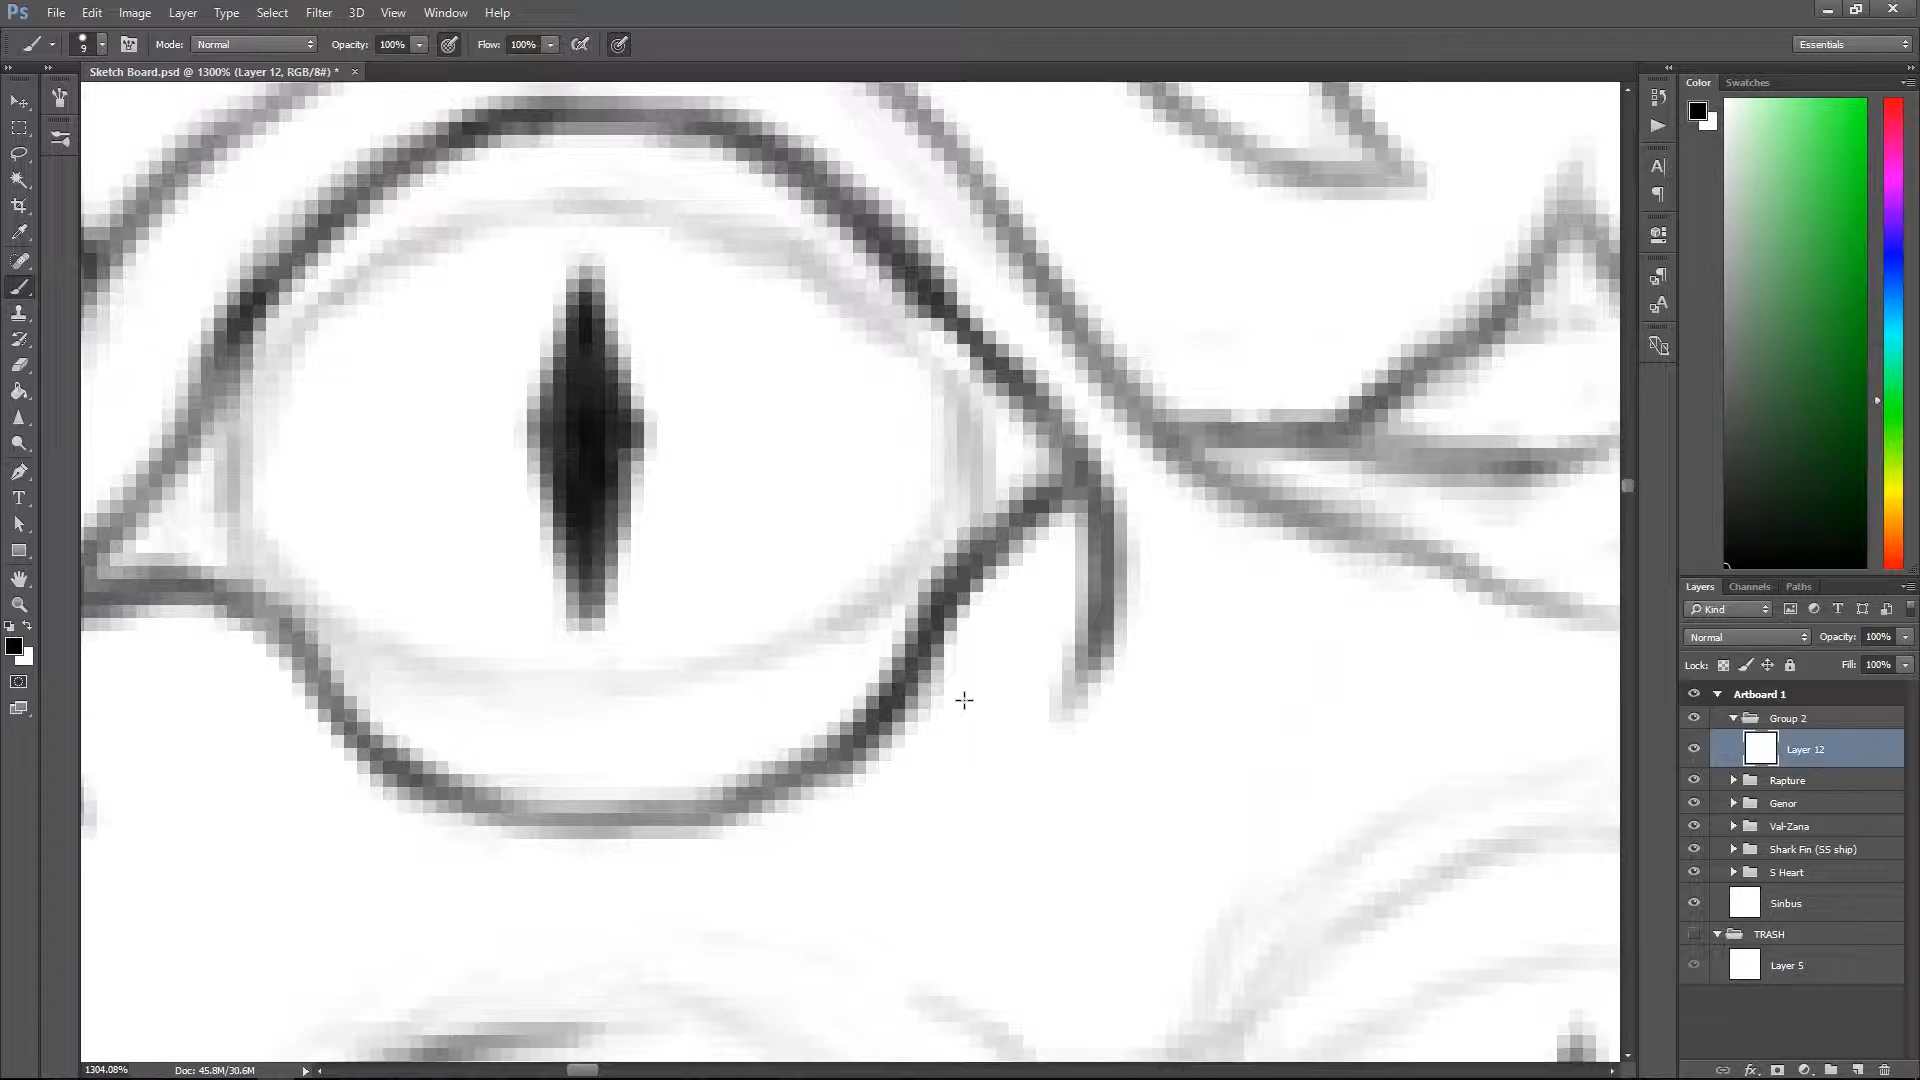 Ps File Edit Image Layer Type Select Filter 3D View Window Help
9 Mode: Normal Opacity: 100% Flow: 100% Essentials
Sketch Board.psd @ 1300% (Layer 12, RGB/8#) * ×
Color Swatches
Layers Channels Paths
Kind
Normal Opacity: 100%
Lock: Fill: 100%
Artboard 1
Group 2
Layer 12
Rapture
Genor
Val-Zana
Shark Fin (S5 ship)
S Heart
Sinbus
TRASH
Layer 5
1304.08% Doc: 45.8M/30.6M